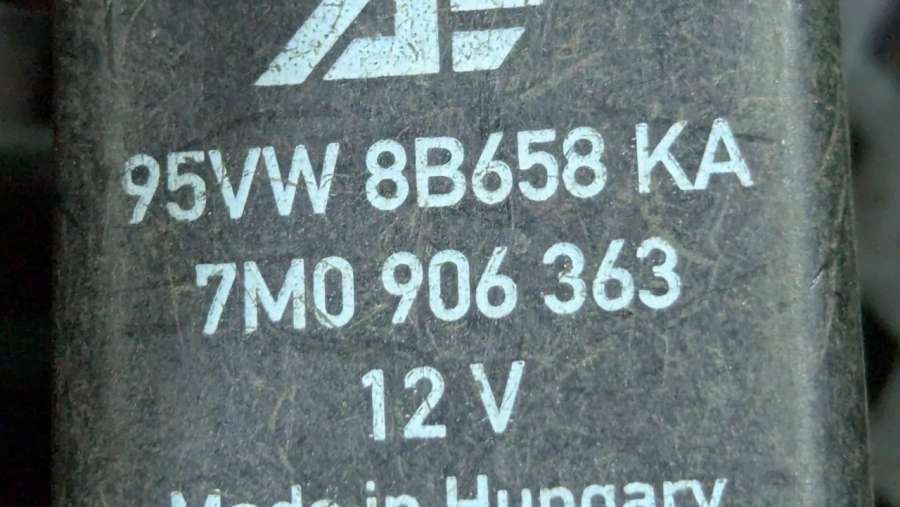 95VW 8B658 KA
7M0 906 363
12 V
Made in Hungary